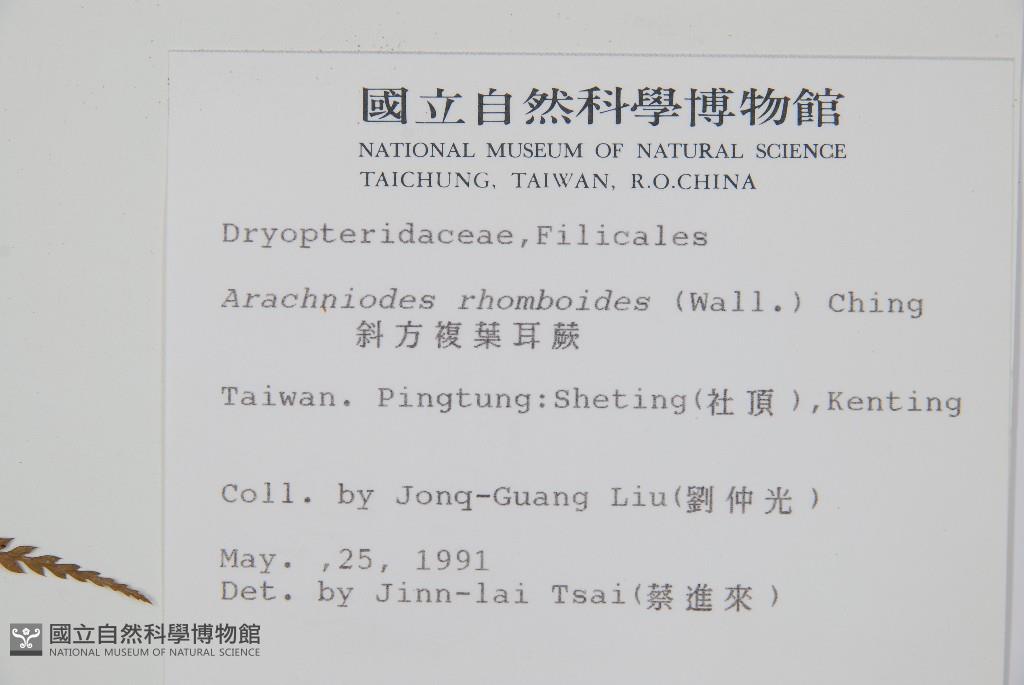 國立自然科學博物館
NATIONAL MUSEUM OF NATURAL SCIENCE
TAICHUNG, TAIWAN, R.O.CHINA
Dryopteridaceae,Filicales
Arachniodes rhomboides (Wall.) Ching
斜方複葉耳蕨
Taiwan. Pingtung:Sheting(社頂),Kenting
Coll. by Jonq-Guang Liu(劉仲光)
May. ,25, 1991
Det. by Jinn-lai Tsai(蔡進來)
國立自然科學博物館
NATIONAL MUSEUM OF NATURAL SCIENCE